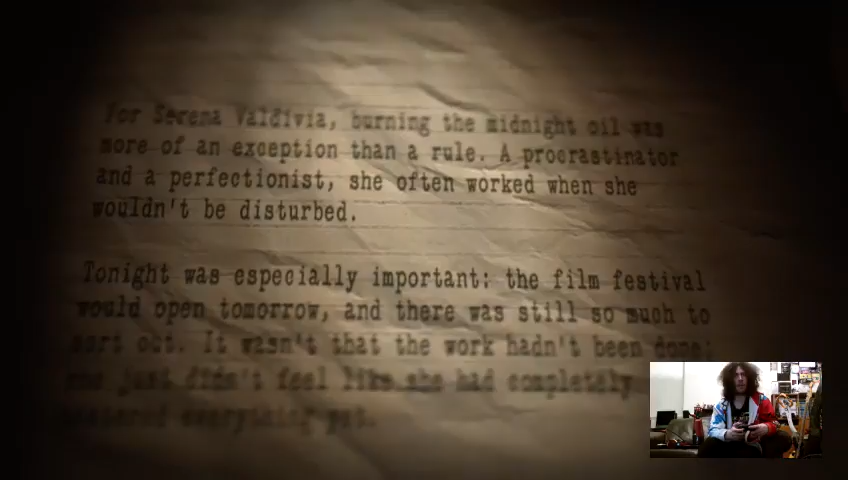 For Serena Valdivia, burning the midnight oil was
more of an exception than a rule. A procrastinator
and a perfectionist, she often worked when she
wouldn't be disturbed.
Tonight was especially important: the film festival
would open tomorrow, and there was still so much to
sort out. It wasn't that the work hadn't been done;
just didn't feel like she had completely
everything yet.